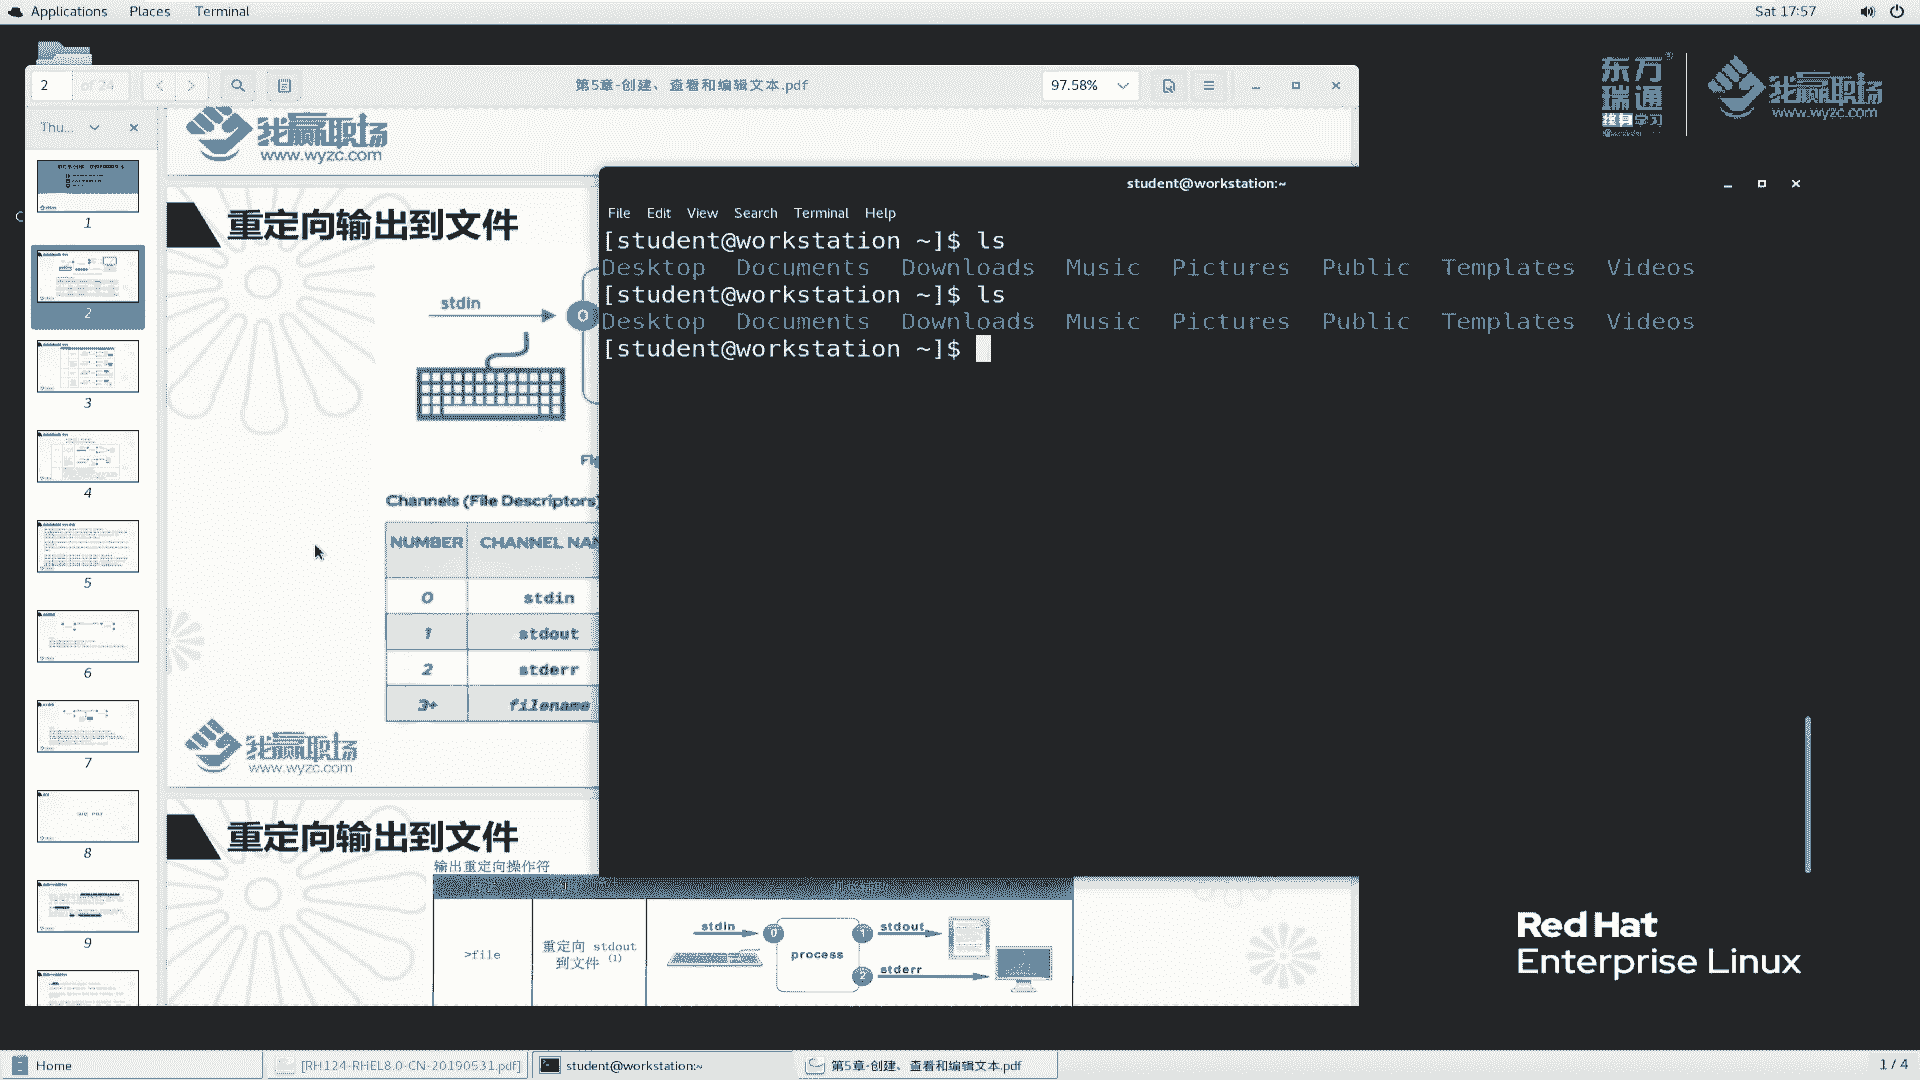 Applications Places Terminal Sat 17:57
东方瑞通
终身学习
我赢职场
www.wyzc.com
2 of 24 第5章-创建、查看和编辑文本.pdf 97.58%
Thu...
1
2
3
4
5
6
7
8
9
我赢职场
www.wyzc.com
重定向输出到文件
stdin
0
Channels (File Descriptors)
NUMBER CHANNEL NA
0 stdin
1 stdout
2 stderr
3+ filename
我赢职场
www.wyzc.com
student@workstation:~
File Edit View Search Terminal Help
[student@workstation ~]$ ls
Desktop Documents Downloads Music Pictures Public Templates Videos
[student@workstation ~]$ ls
Desktop Documents Downloads Music Pictures Public Templates Videos
[student@workstation ~]$
重定向输出到文件
输出重定向操作符
>file
重定向 stdout
到文件 (1)
stdin 0 process 1 stdout
2 stderr
Red Hat
Enterprise Linux
Home [RH124-RHEL8.0-CN-20190531.pdf] student@workstation:~ 第5章-创建、查看和编辑文本.pdf 1 / 4